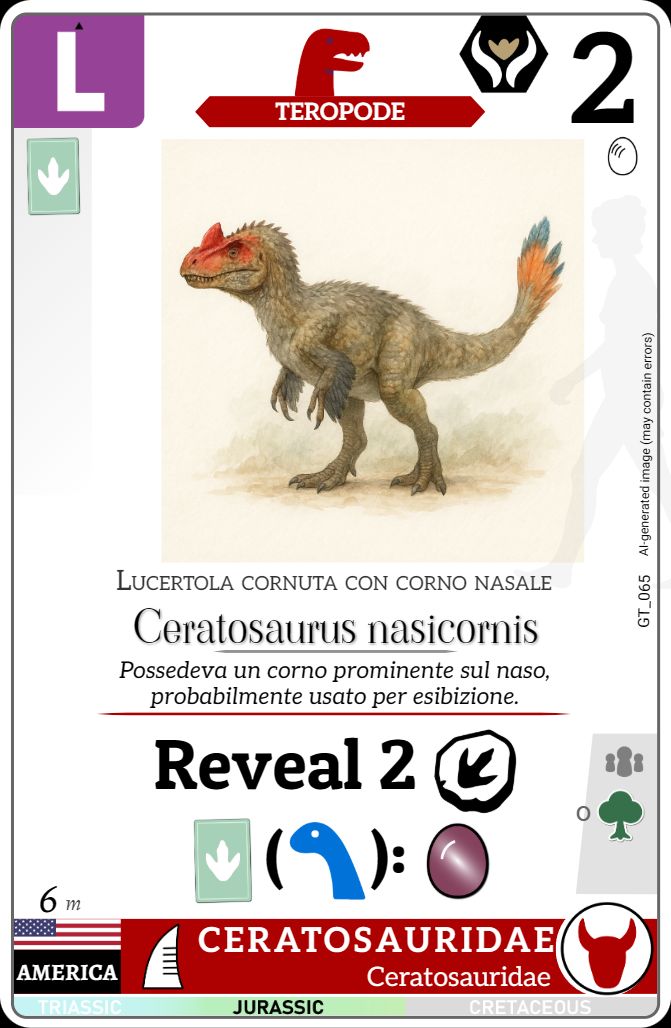 L
2
TEROPODE
AI-generated image (may contain errors)
GT_065
Lucertola cornuta con corno nasale
Ceratosaurus nasicornis
Possedeva un corno prominente sul naso,
probabilmente usato per esibizione.
Reveal 2
( ):
O
6 m
AMERICA
CERATOSAURIDAE
Ceratosauridae
TRIASSIC JURASSIC CRETACEOUS